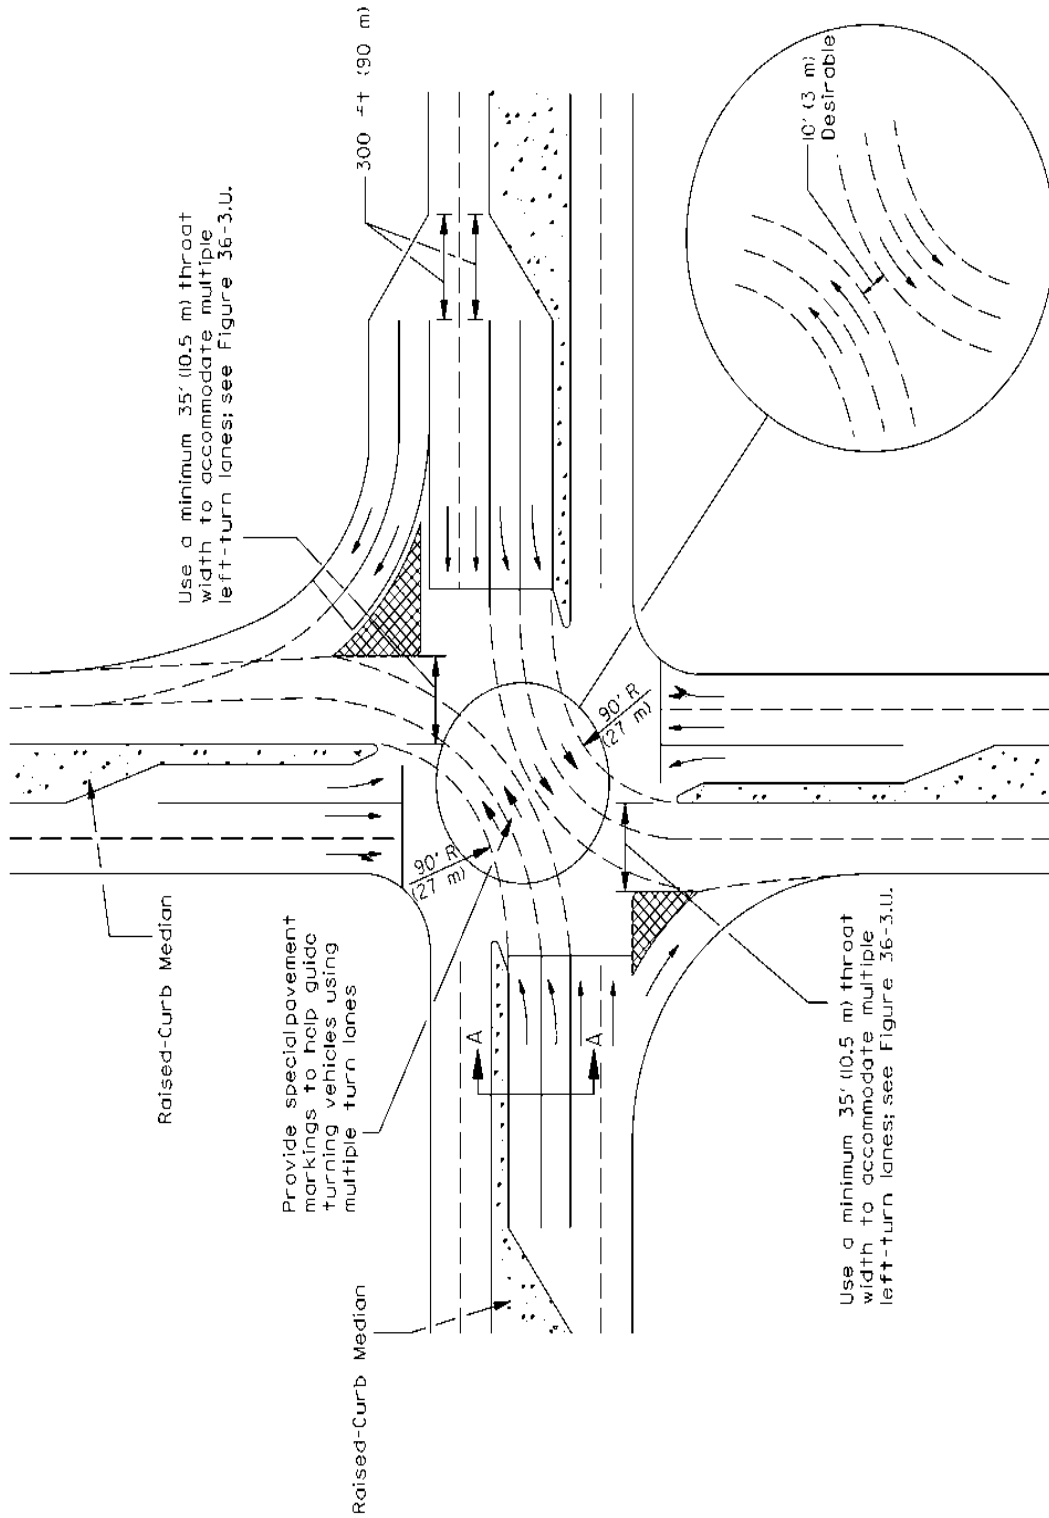 300 ft (90 m)
Use a minimum 35' (10.5 m) throat
width to accommodate multiple
left-turn lanes; see Figure 36-3.U.
10' (3 m)
Desirable
90' R
(27 m)
90' R
(27 m)
Raised-Curb Median
Provide special pavement
markings to help guide
turning vehicles using
multiple turn lanes
A
A
Raised-Curb Median
Use a minimum 35' (10.5 m) throat
width to accommodate multiple
left-turn lanes; see Figure 36-3.U.